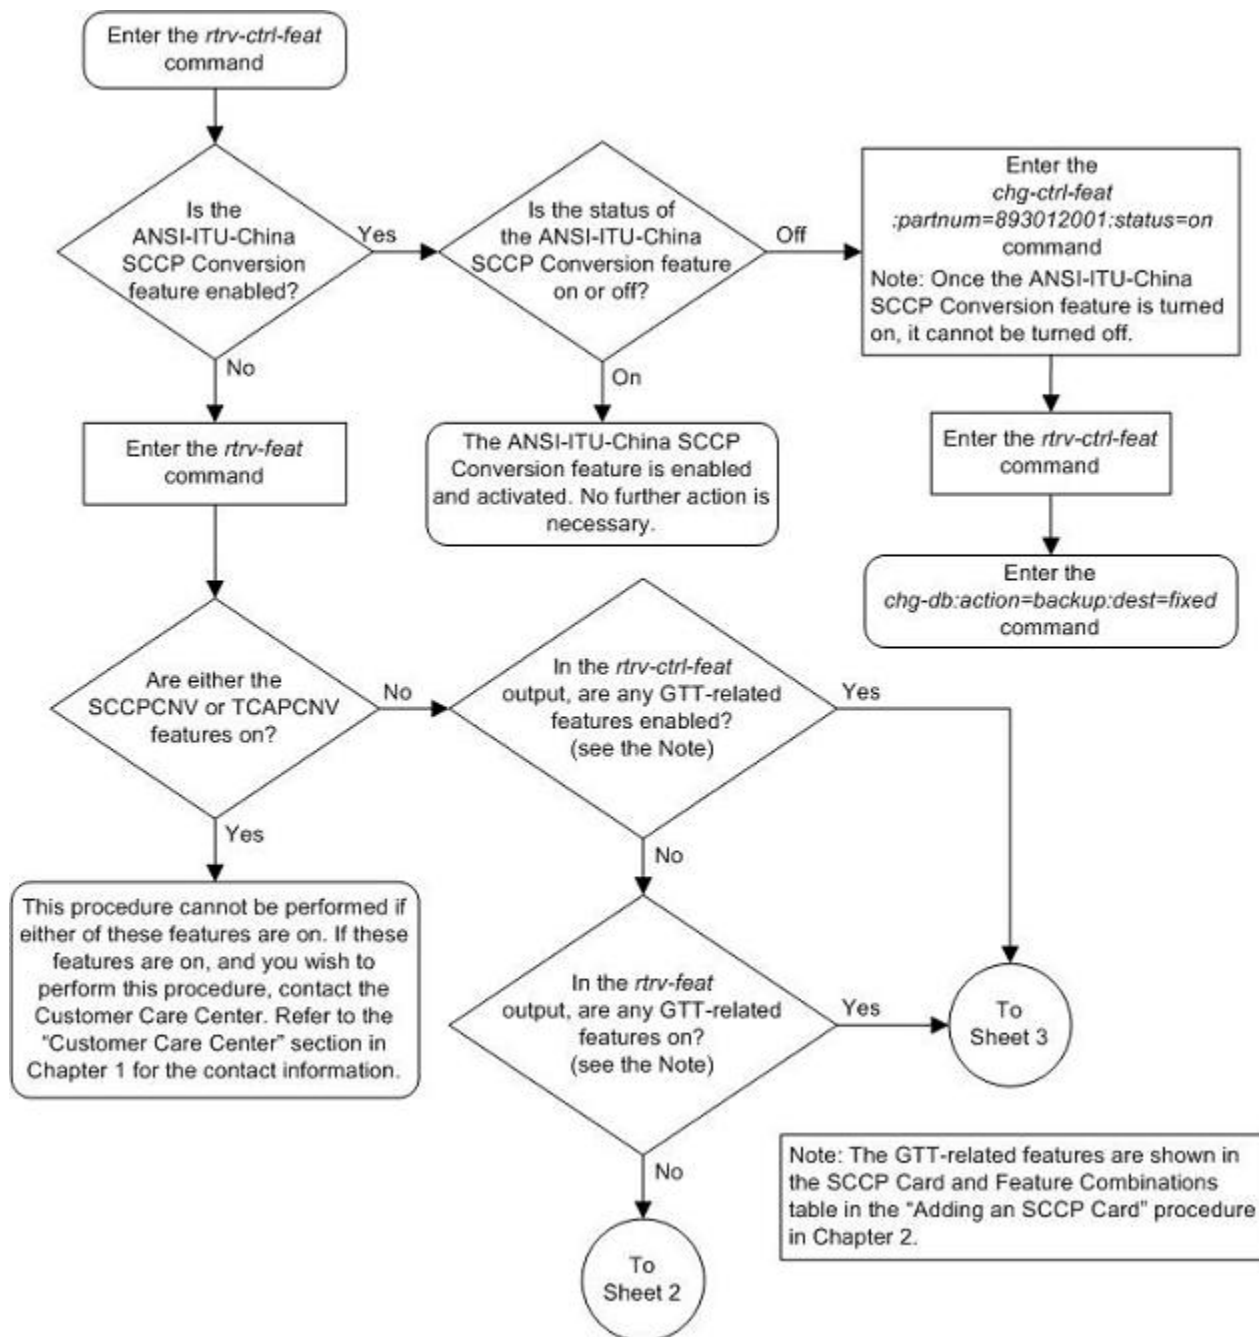 Enter the rtrv-ctrl-feat
command
Is the
ANSI-ITU-China
SCCP Conversion
feature enabled?
Yes
Is the status of
the ANSI-ITU-China
SCCP Conversion feature
on or off?
Off
Enter the
chg-ctrl-feat
:partnum=893012001:status=on
command
Note: Once the ANSI-ITU-China
SCCP Conversion feature is turned
on, it cannot be turned off.
No
On
Enter the rtrv-feat
command
The ANSI-ITU-China SCCP
Conversion feature is enabled
and activated. No further action is
necessary.
Enter the rtrv-ctrl-feat
command
Enter the
chg-db:action=backup:dest=fixed
command
Are either the
SCCPCNV or TCAPCNV
features on?
No
In the rtrv-ctrl-feat
output, are any GTT-related
features enabled?
(see the Note)
Yes
Yes
No
This procedure cannot be performed if
either of these features are on. If these
features are on, and you wish to
perform this procedure, contact the
Customer Care Center. Refer to the
“Customer Care Center” section in
Chapter 1 for the contact information.
In the rtrv-feat
output, are any GTT-related
features on?
(see the Note)
Yes
To
Sheet 3
No
Note: The GTT-related features are shown in
the SCCP Card and Feature Combinations
table in the “Adding an SCCP Card” procedure
in Chapter 2.
To
Sheet 2